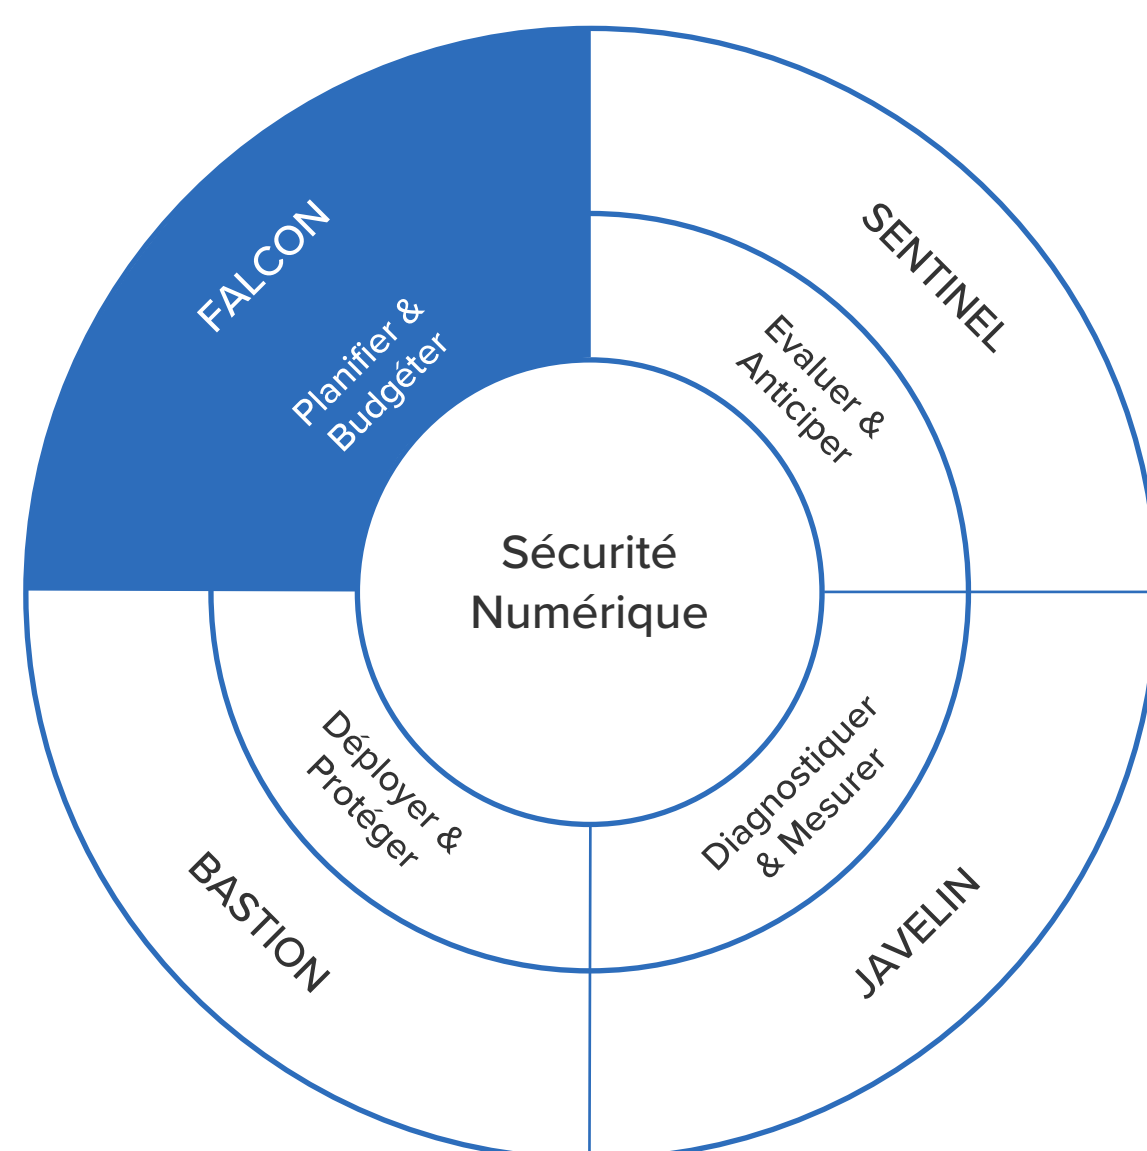 FALCON
Planifier &
Budgéter
SENTINEL
Evaluer &
Anticiper
Sécurité
Numérique
Déployer &
Protéger
BASTION
Diagnostiquer
& Mesurer
JAVELIN